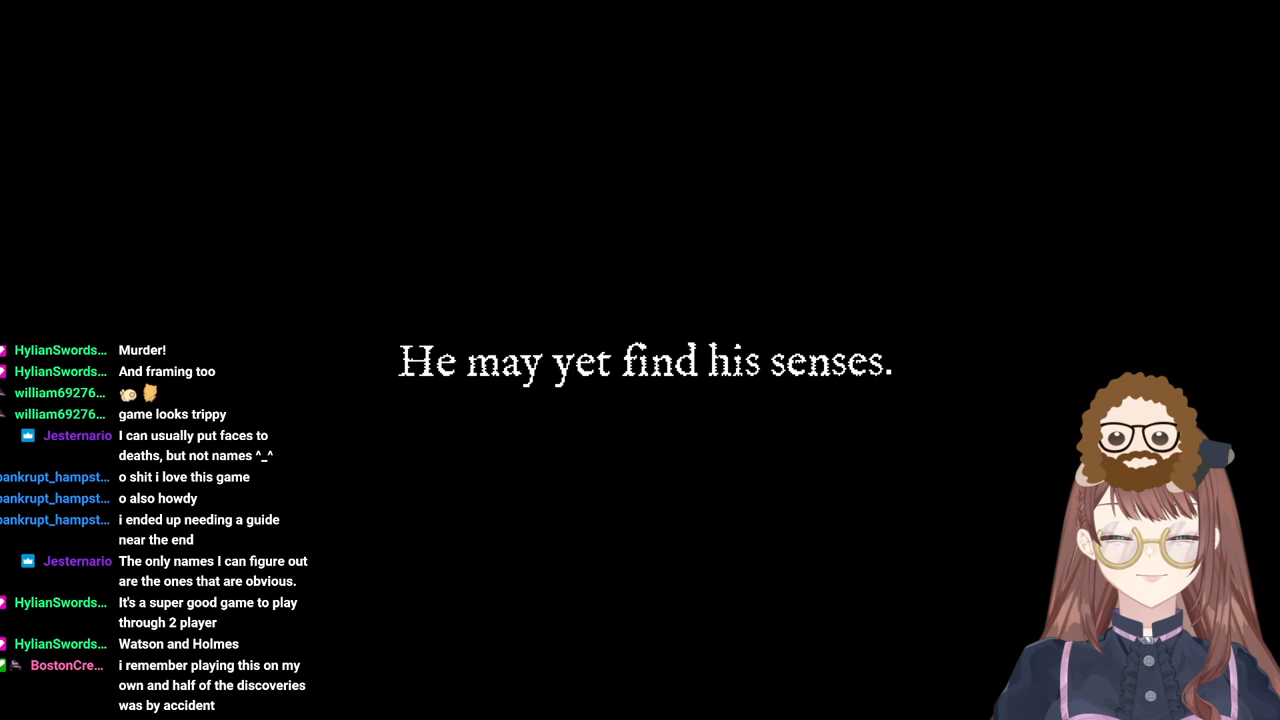 He may yet find his senses.
HylianSwords... Murder!
HylianSwords... And framing too
william69276...
william69276... game looks trippy
Jesternario I can usually put faces to
deaths, but not names ^_^
bankrupt_hampst... o shit i love this game
bankrupt_hampst... o also howdy
bankrupt_hampst... i ended up needing a guide
near the end
Jesternario The only names I can figure out
are the ones that are obvious.
HylianSwords... It's a super good game to play
through 2 player
HylianSwords... Watson and Holmes
BostonCre... i remember playing this on my
own and half of the discoveries
was by accident